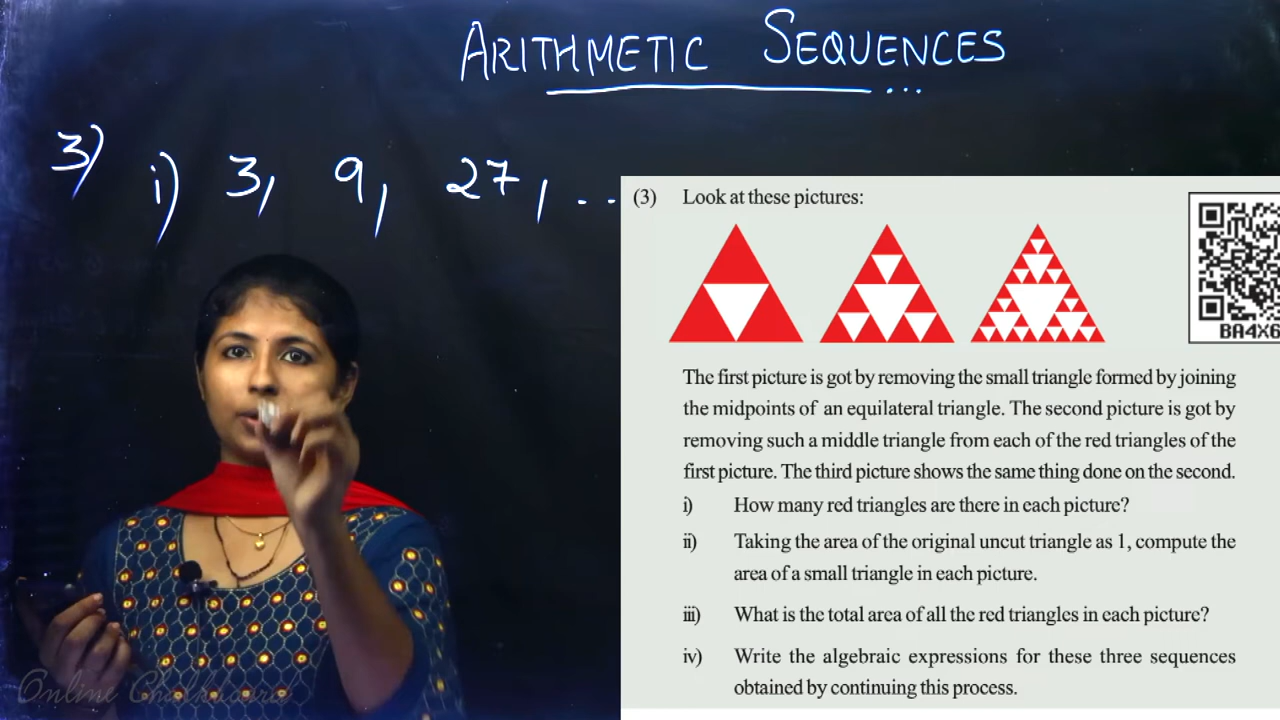 ARITHMETIC SEQUENCES ...
3) i) 3, 9, 27, ...
(3) Look at these pictures:
BA4X6
The first picture is got by removing the small triangle formed by joining
the midpoints of an equilateral triangle. The second picture is got by
removing such a middle triangle from each of the red triangles of the
first picture. The third picture shows the same thing done on the second.
i) How many red triangles are there in each picture?
ii) Taking the area of the original uncut triangle as 1, compute the
area of a small triangle in each picture.
iii) What is the total area of all the red triangles in each picture?
iv) Write the algebraic expressions for these three sequences
obtained by continuing this process.
Online Chalkboard